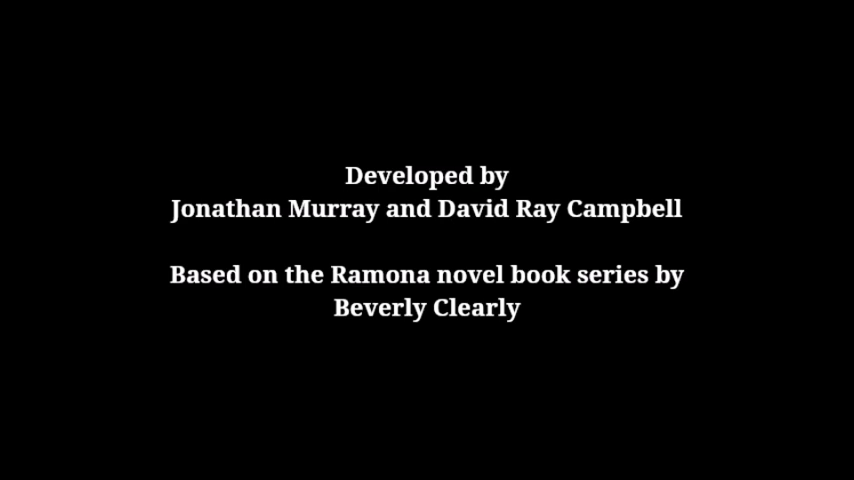 Developed by
Jonathan Murray and David Ray Campbell
Based on the Ramona novel book series by
Beverly Clearly